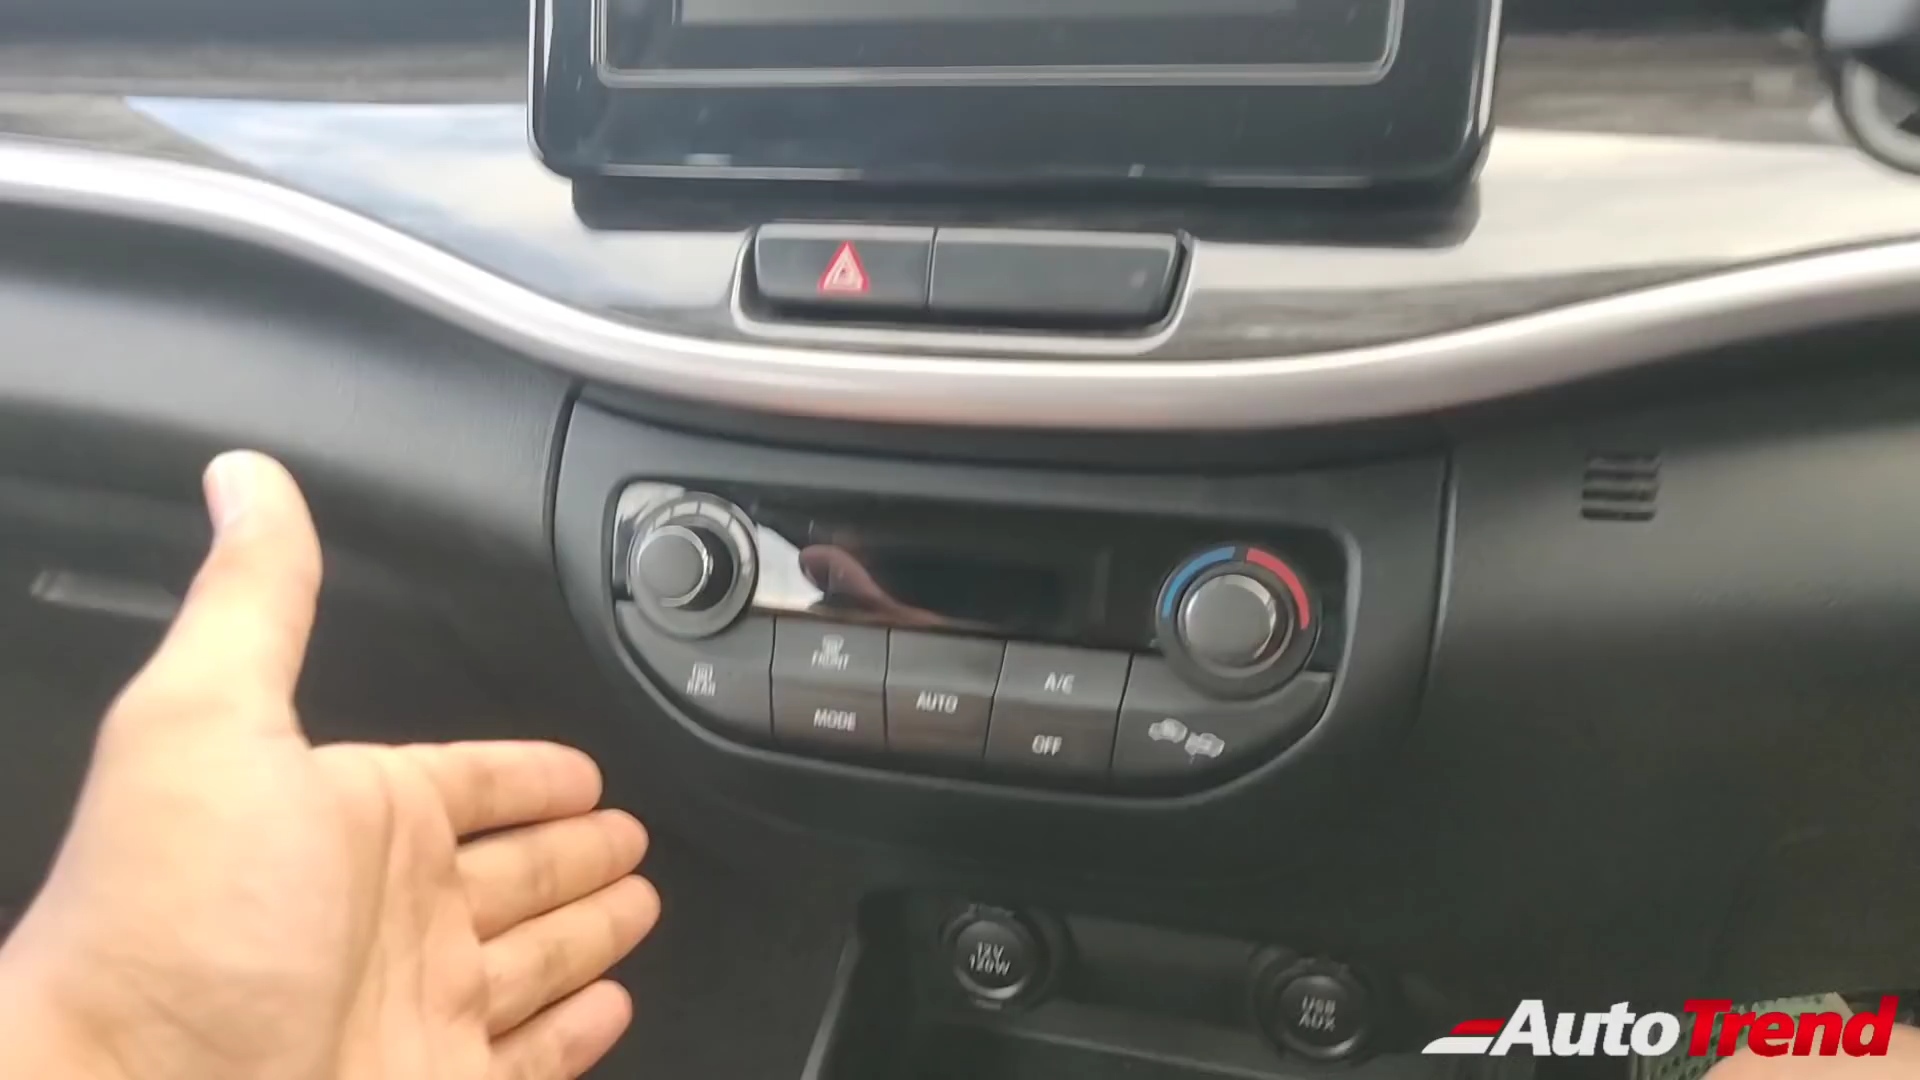 FRONT
REAR
MODE
AUTO
A/C
OFF
12V
120W
USB
AUX
AutoTrend